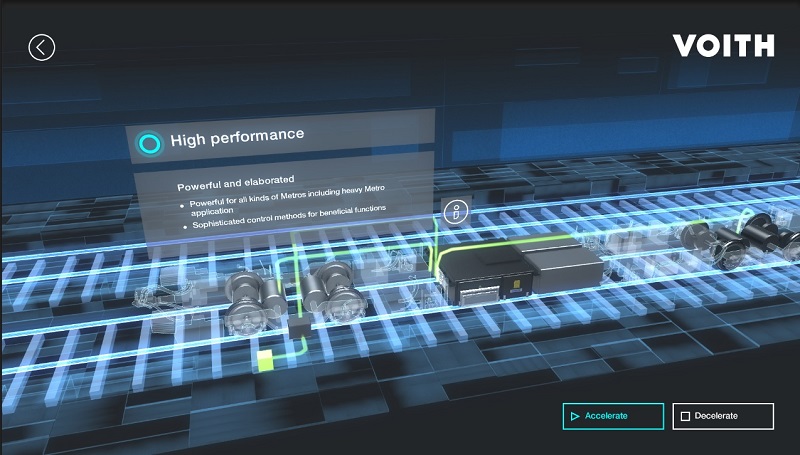 VOITH
High performance
Powerful and elaborated
• Powerful for all kinds of Metros including heavy Metro
application
• Sophisticated control methods for beneficial functions
Accelerate
Decelerate